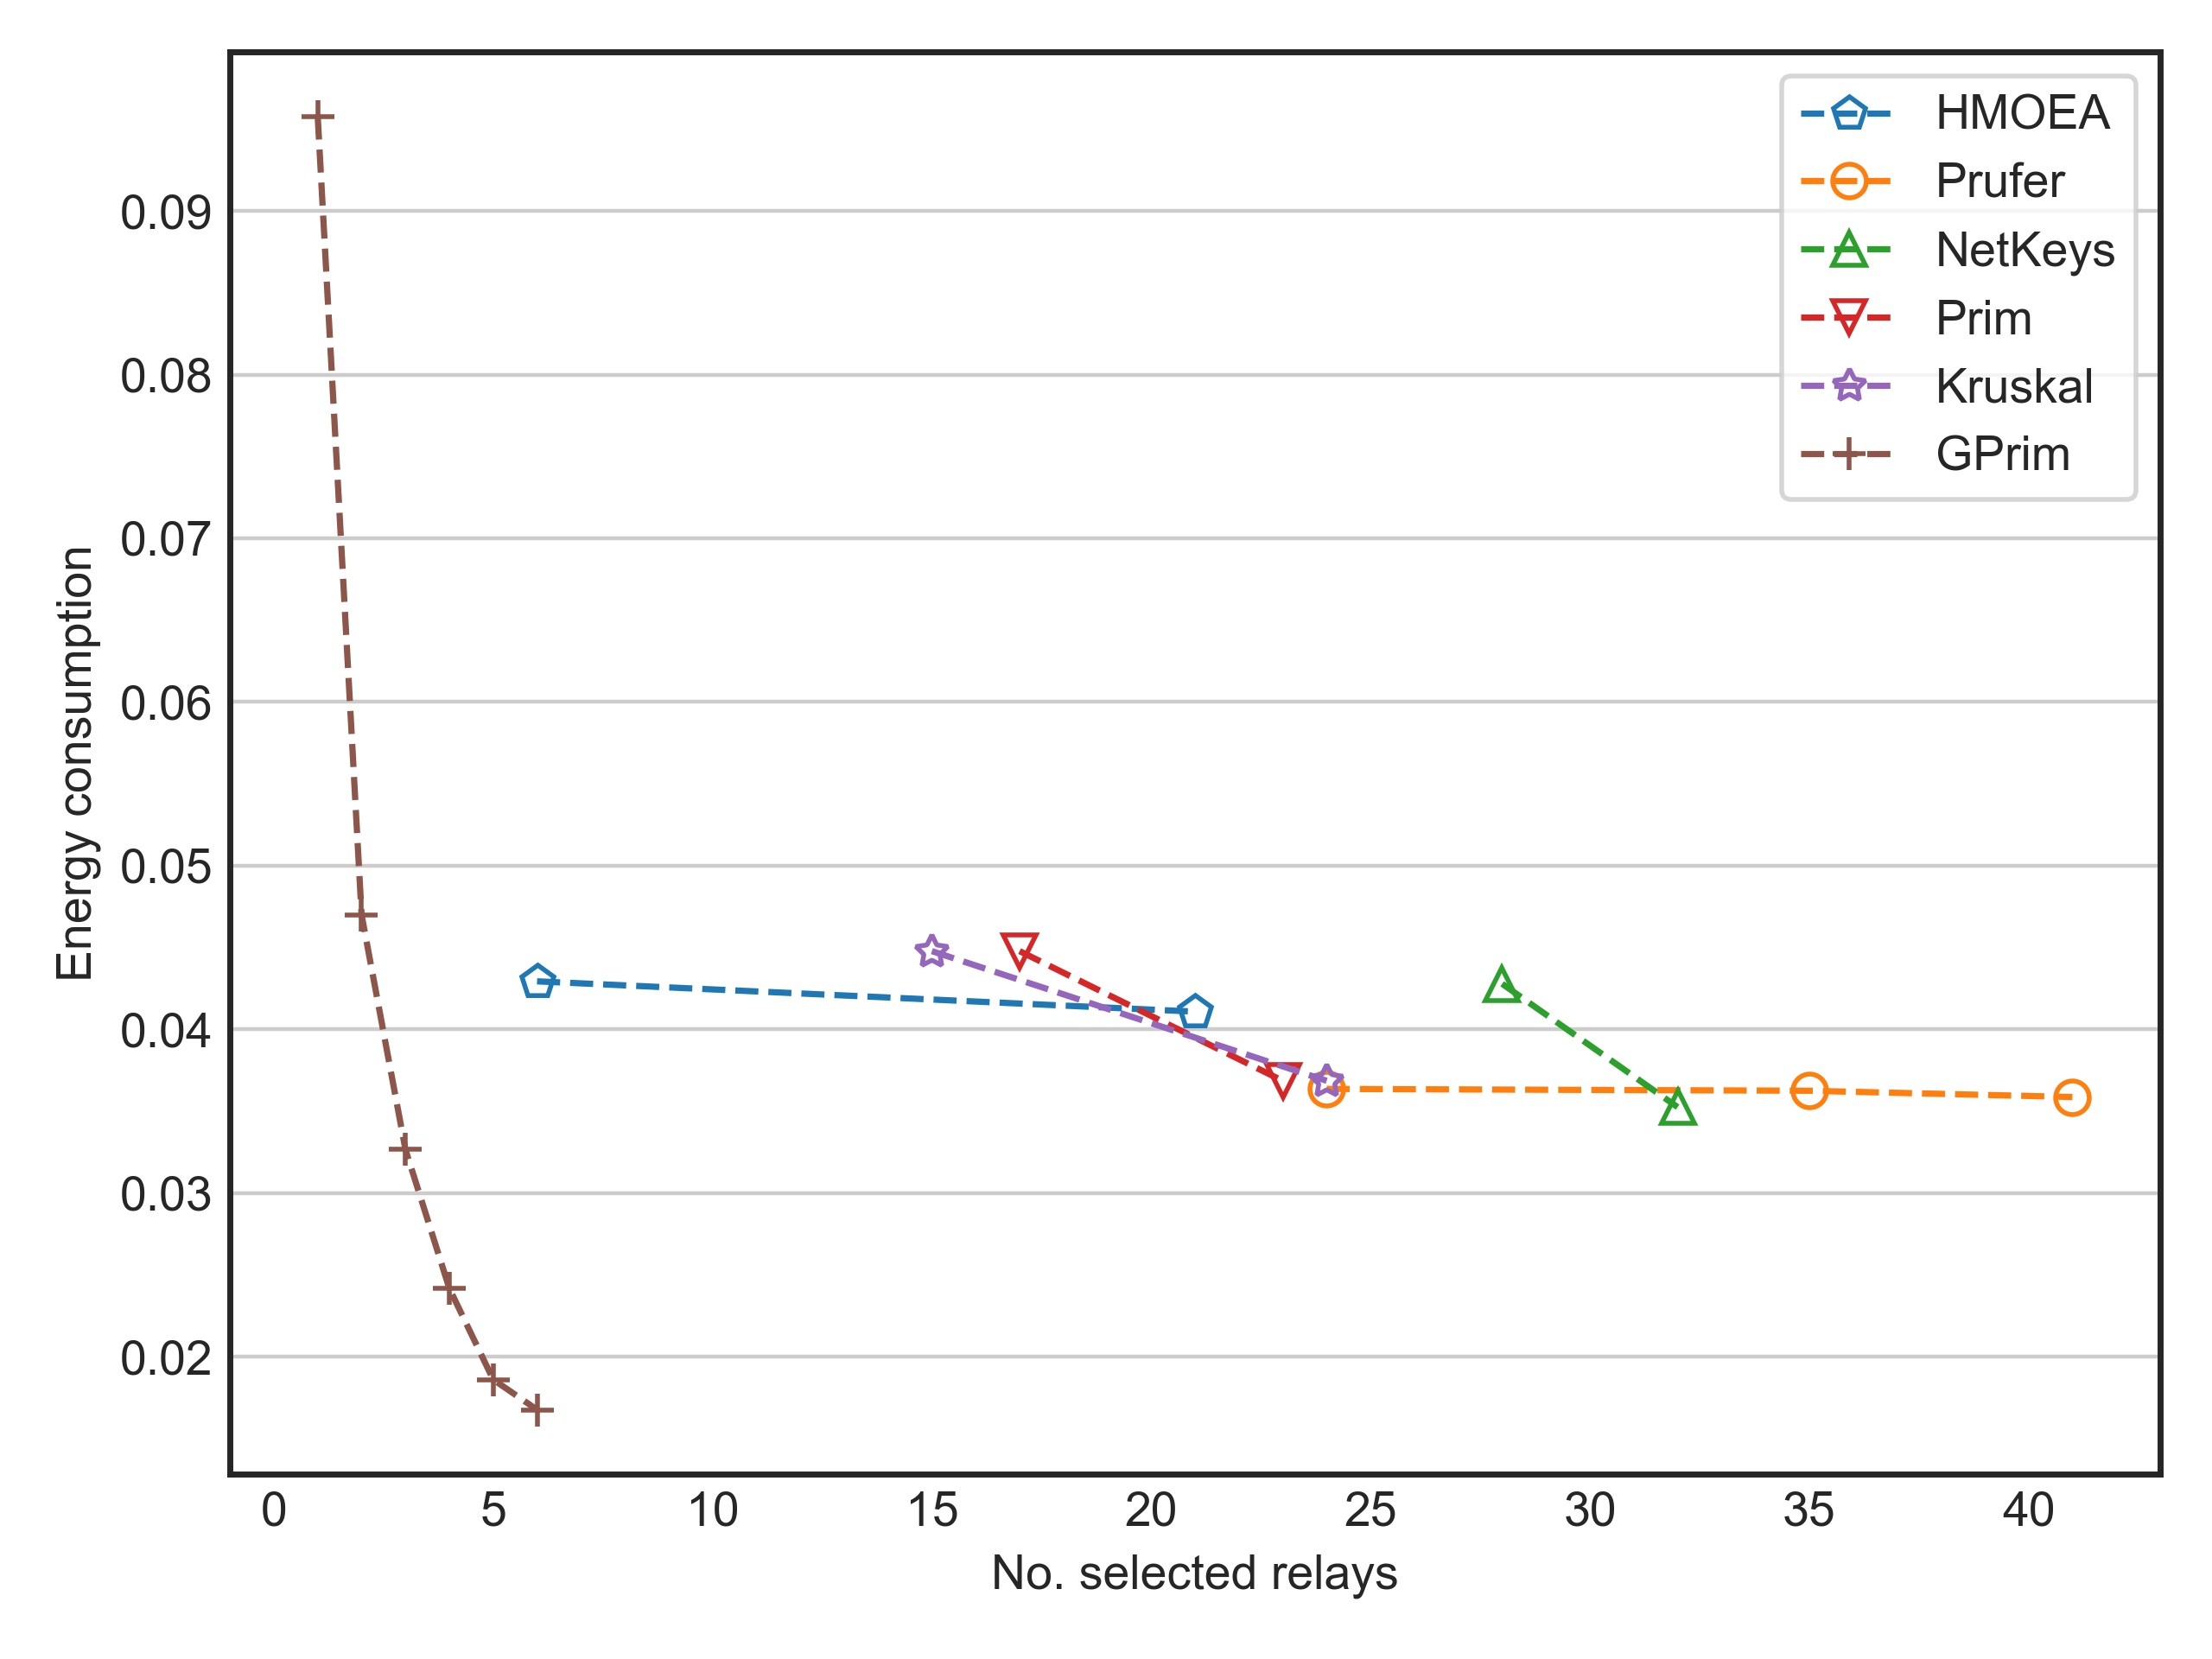 HMOEA
Prufer
NetKeys
Prim
Kruskal
GPrim
Energy consumption
0.09
0.08
0.07
0.06
0.05
0.04
0.03
0.02
0 5 10 15 20 25 30 35 40
No. selected relays